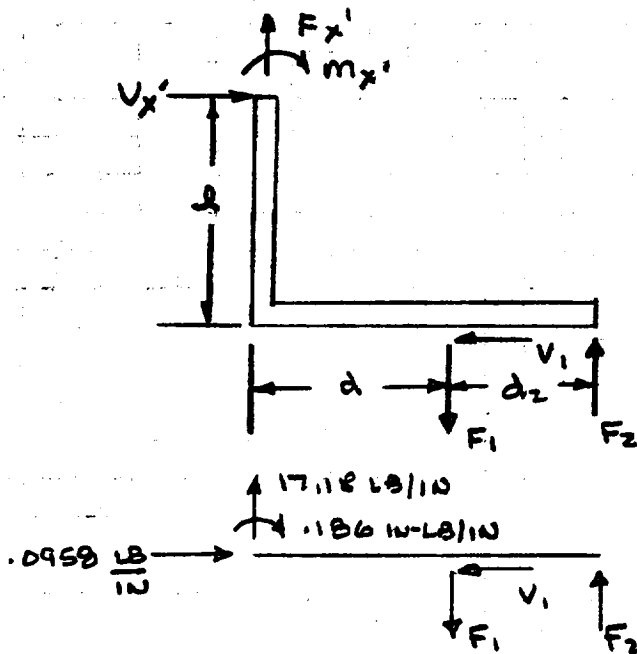 Fx'
mx'
Vx'
l
V1
d
d2
F1
F2
17.18 LB/IN
.186 IN-LB/IN
.0958 LB/IN
V1
F1
F2